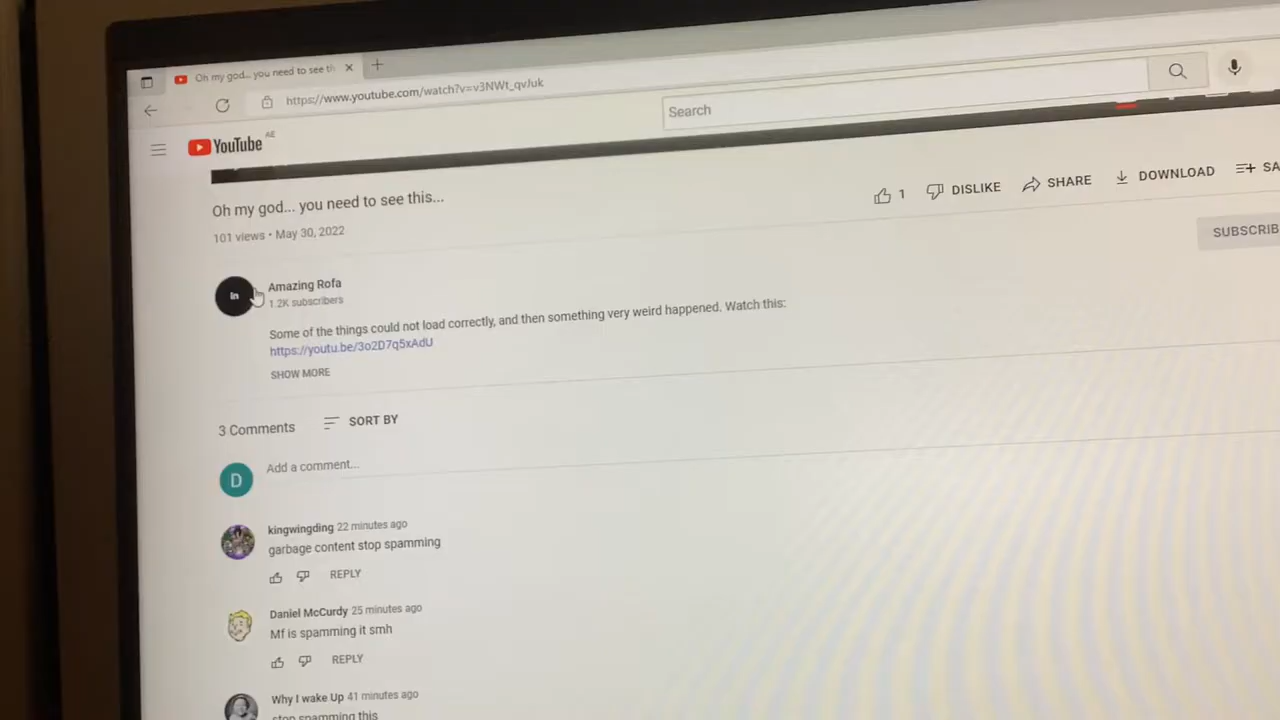 Oh my god... you need to see
https://www.youtube.com/watch?v=v3NWt_qvJuk
Search
YouTube AE
Oh my god... you need to see this...
1 DISLIKE SHARE DOWNLOAD
101 views • May 30, 2022
SUBSCRIB
In
Amazing Rofa
1.2K subscribers
Some of the things could not load correctly, and then something very weird happened. Watch this:
https://youtu.be/3o2D7q5xAdU
SHOW MORE
3 Comments SORT BY
D Add a comment...
kingwingding 22 minutes ago
garbage content stop spamming
REPLY
Daniel McCurdy 25 minutes ago
Mf is spamming it smh
REPLY
Why I wake Up 41 minutes ago
stop spamming this